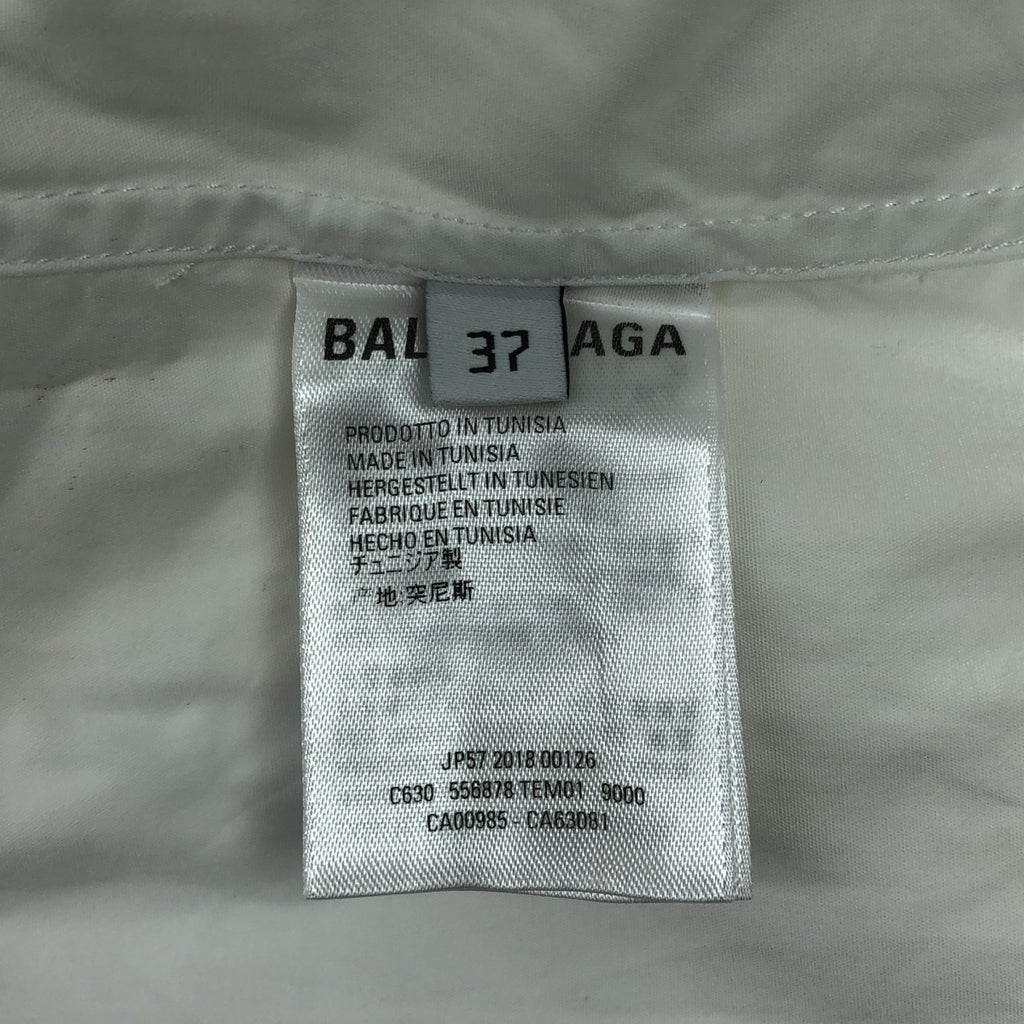 BAL 37 AGA
PRODOTTO IN TUNISIA
MADE IN TUNISIA
HERGESTELLT IN TUNESIEN
FABRIQUE EN TUNISIE
HECHO EN TUNISIA
チュニジア製
产地:突尼斯
JP57 2018 00126
C630 556878 TEM01 9000
CA00985 - CA63081